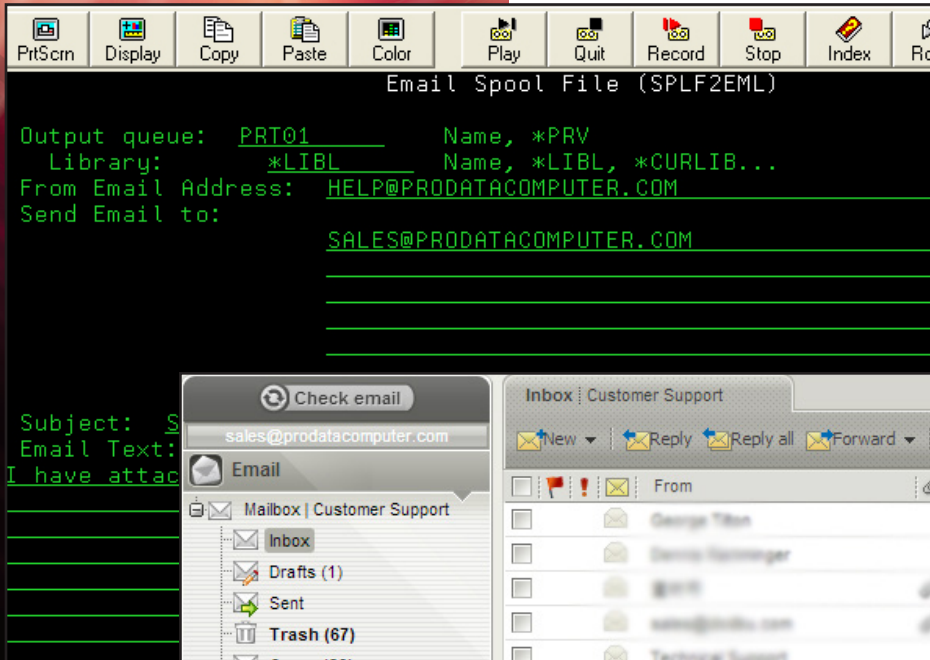 PrtScrn Display Copy Paste Color Play Quit Record Stop Index
Email Spool File (SPLF2EML)
Output queue: PRT01 Name, *PRV
Library: *LIBL Name, *LIBL, *CURLIB...
From Email Address: HELP@PRODATACOMPUTER.COM
Send Email to:
SALES@PRODATACOMPUTER.COM
Subject: S
Email Text:
I have attac
Check email
sales@prodatacomputer.com
Email
Mailbox | Customer Support
Inbox
Drafts (1)
Sent
Trash (67)
Inbox | Customer Support
New Reply Reply all Forward
From
Technical Support